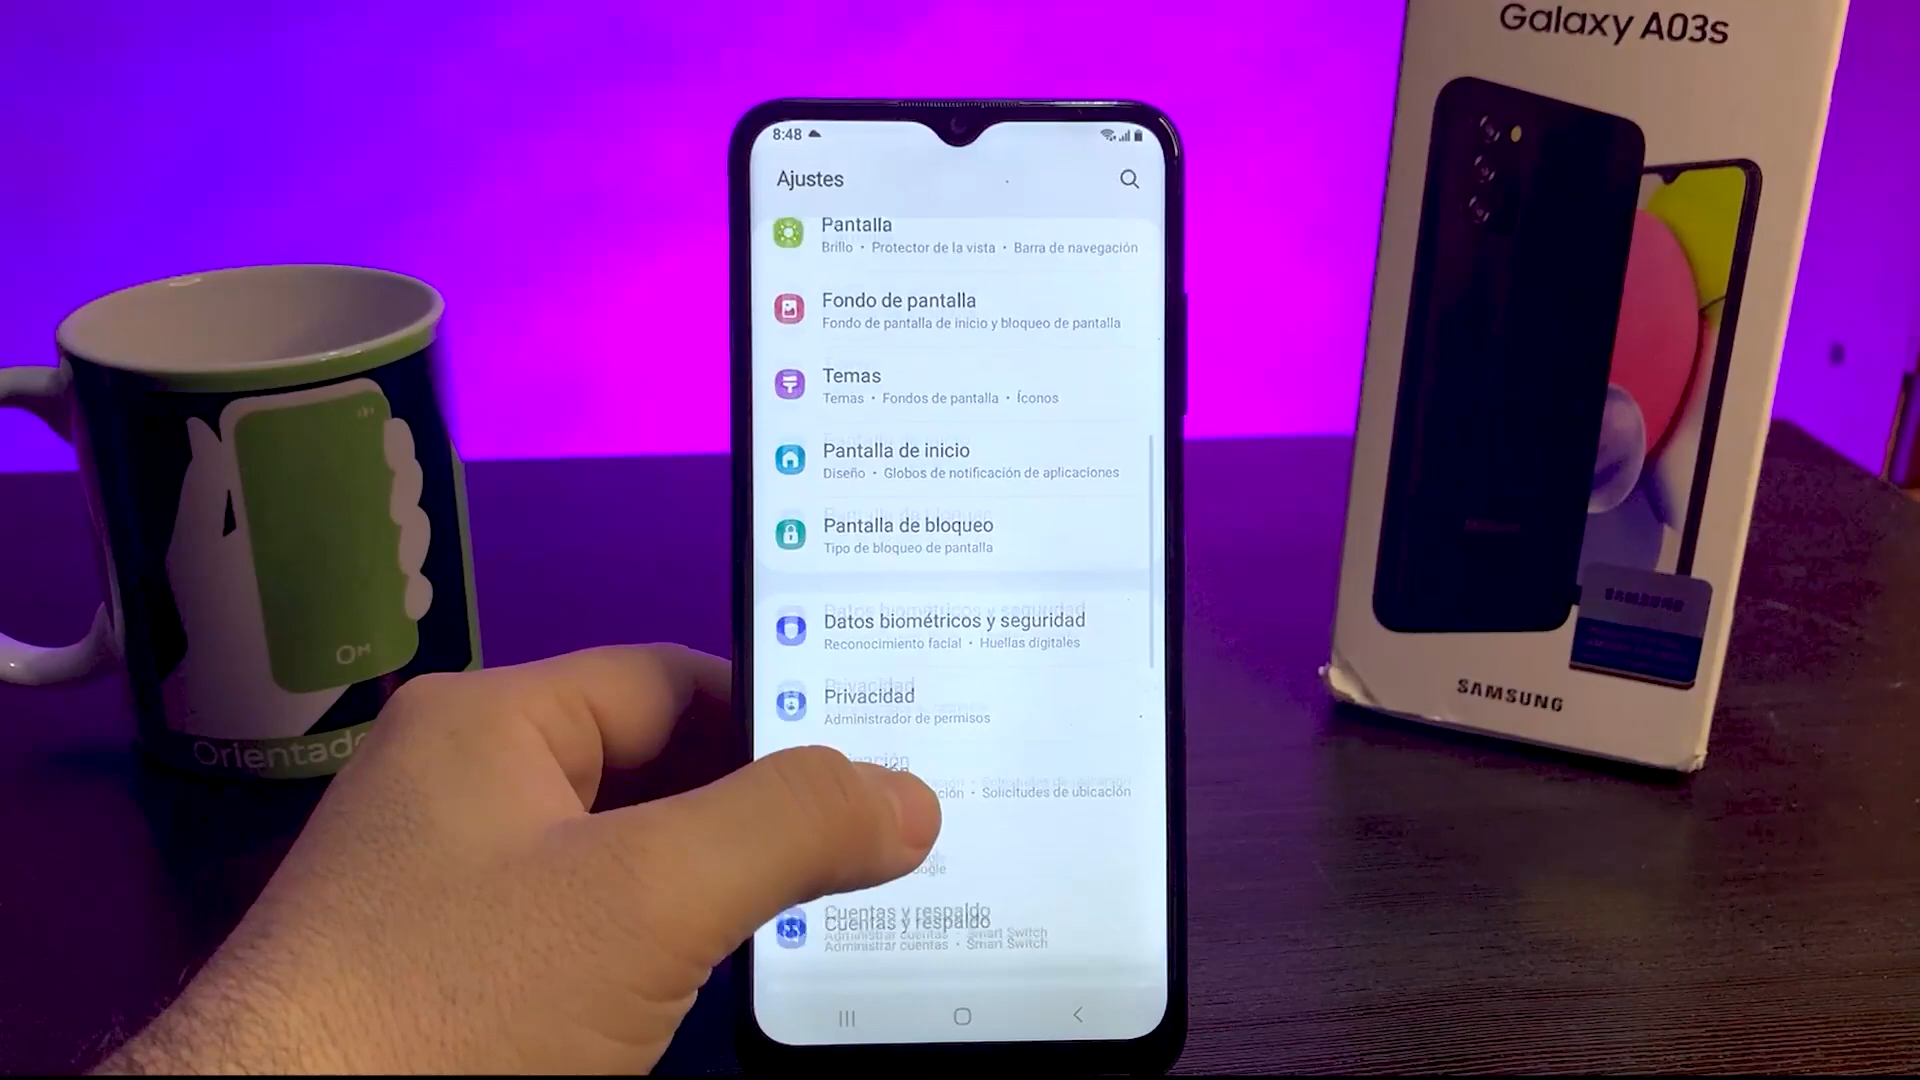 Galaxy A03s
8:48
Ajustes
Pantalla
Brillo • Protector de la vista • Barra de navegación
Fondo de pantalla
Fondo de pantalla de inicio y bloqueo de pantalla
Temas
Temas • Fondos de pantalla • Íconos
Pantalla de inicio
Diseño • Globos de notificación de aplicaciones
Pantalla de bloqueo
Tipo de bloqueo de pantalla
Datos biométricos y seguridad
Reconocimiento facial • Huellas digitales
Privacidad
Administrador de permisos
• Solicitudes de ubicación
Cuentas y respaldo
Administrar cuentas • Smart Switch
OM
SAMSUNG
SAMSUNG